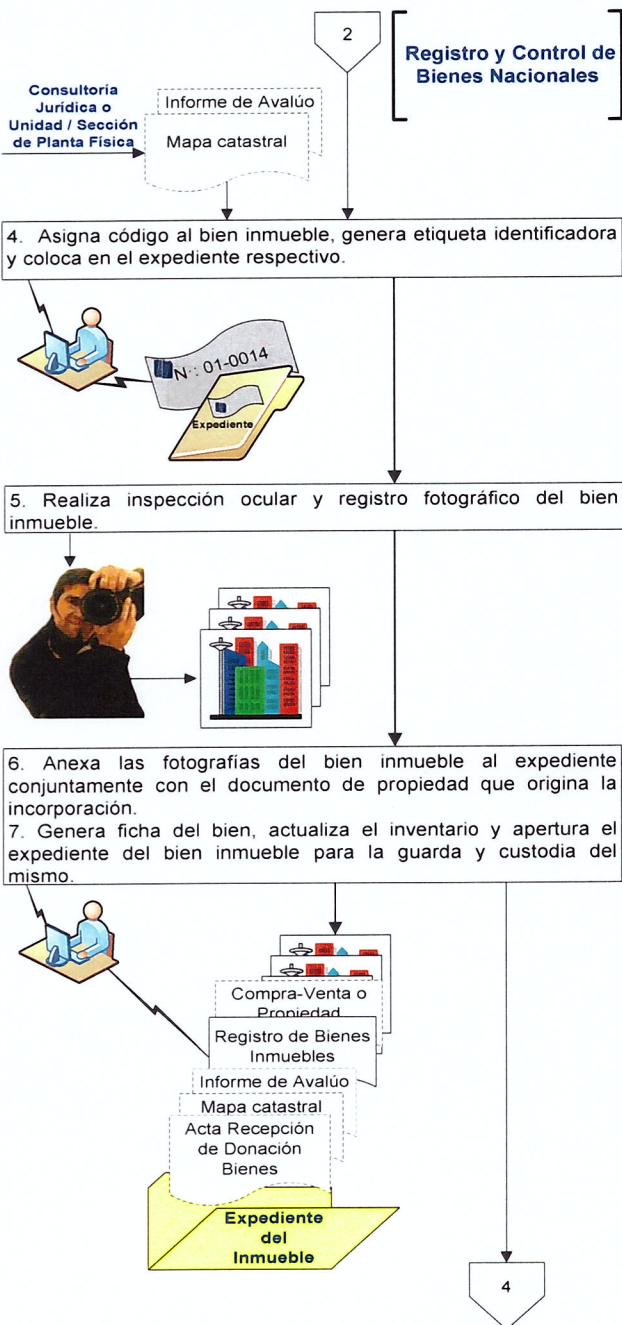 2
Registro y Control de
Bienes Nacionales
Consultoría
Jurídica o
Unidad / Sección
de Planta Física
Informe de Avalúo
Mapa catastral
4. Asigna código al bien inmueble, genera etiqueta identificadora
y coloca en el expediente respectivo.
N°: 01-0014
Expediente
5. Realiza inspección ocular y registro fotográfico del bien
inmueble.
6. Anexa las fotografías del bien inmueble al expediente
conjuntamente con el documento de propiedad que origina la
incorporación.
7. Genera ficha del bien, actualiza el inventario y apertura el
expediente del bien inmueble para la guarda y custodia del
mismo.
Compra-Venta o
Propiedad
Registro de Bienes
Inmuebles
Informe de Avalúo
Mapa catastral
Acta Recepción
de Donación
Bienes
Expediente
del
Inmueble
4